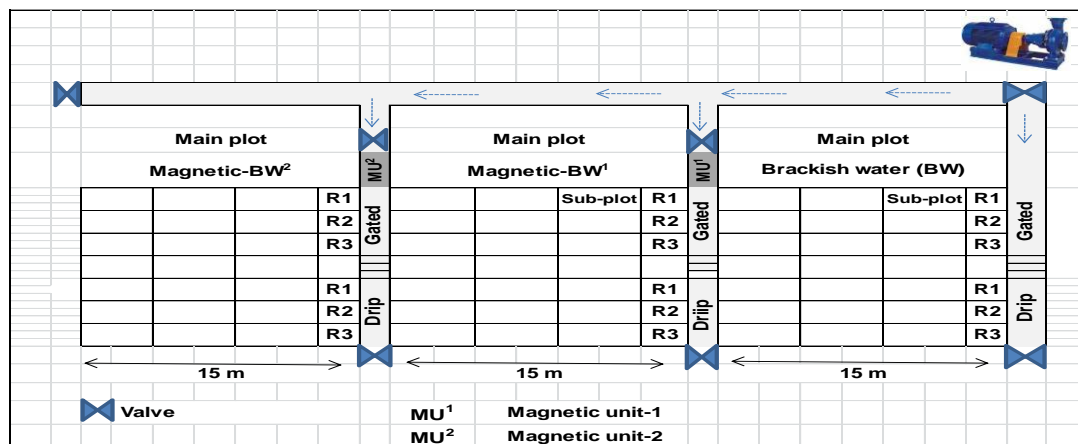 Main plot Main plot Main plot
Magnetic-BW² MU² Magnetic-BW¹ MU¹ Brackish water (BW)
R1 Sub-plot R1 Sub-plot R1
R2 Gated R2 Gated R2 Gated
R3 R3 R3
R1 R1 R1
R2 Drip R2 Driip R2 Drip
R3 R3 R3
15 m 15 m 15 m
Valve MU¹ Magnetic unit-1
MU² Magnetic unit-2